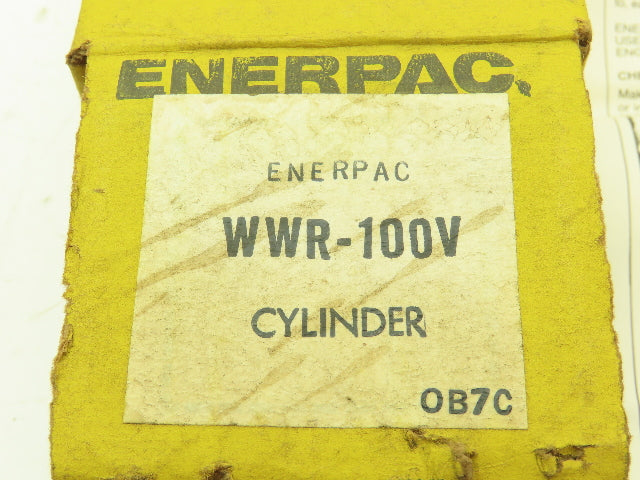 ENERPAC
ENERPAC
WWR-100V
CYLINDER
OB7C